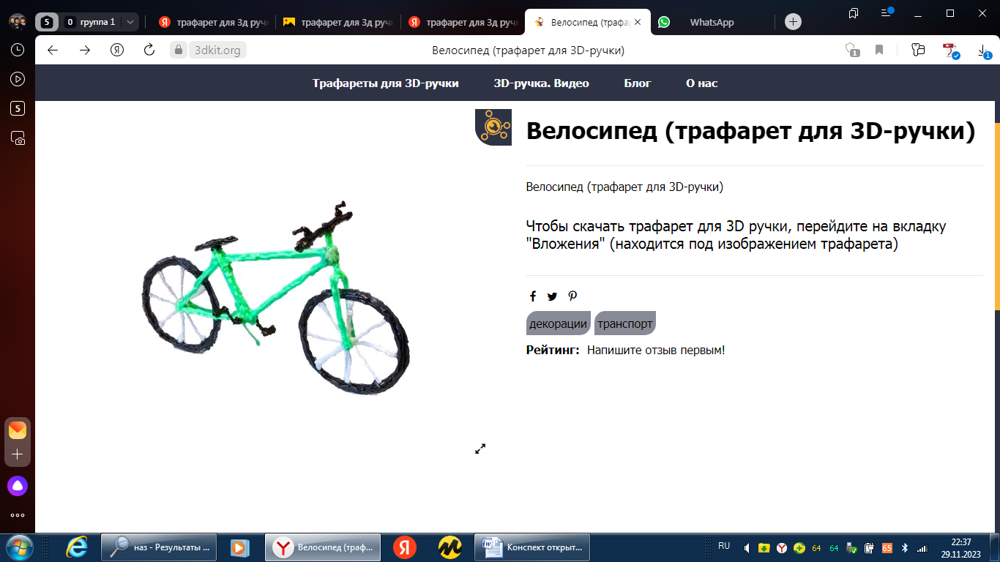 5
0 группа 1
трафарет для 3д ручк
трафарет для 3д ручк
трафарет для 3д ручк
Велосипед (трафа
WhatsApp
3dkit.org
Велосипед (трафарет для 3D-ручки)
1
1
5
Трафареты для 3D-ручки
3D-ручка. Видео
Блог
О нас
Велосипед (трафарет для 3D-ручки)
Велосипед (трафарет для 3D-ручки)
Чтобы скачать трафарет для 3D ручки, перейдите на вкладку
"Вложения" (находится под изображением трафарета)
декорации
транспорт
Рейтинг: Напишите отзыв первым!
наз - Результаты ...
Велосипед (траф...
Конспект открыт...
RU
64
64
65
22:37
29.11.2023